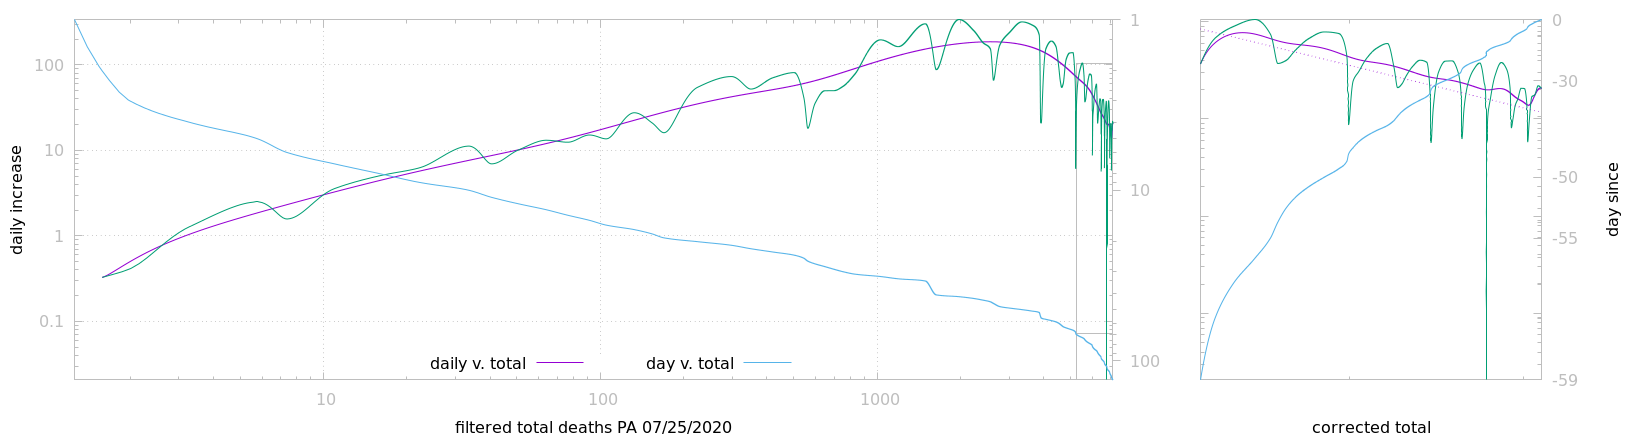 100
10
1
0.1
daily increase
10
100
1000
filtered total deaths PA 07/25/2020
daily v. total
day v. total
1
10
100
0
-30
-50
-55
-59
day since
corrected total